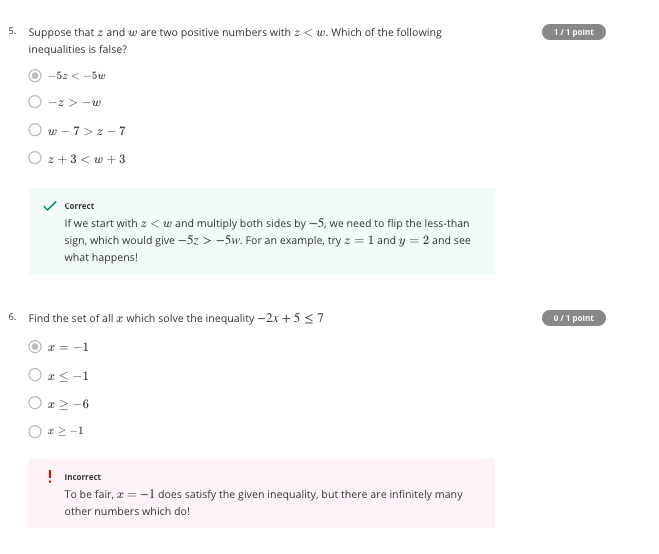 5. Suppose that z and w are two positive numbers with z < w. Which of the following
1 / 1 point
inequalities is false?
−5z < −5w
−z > −w
w − 7 > z − 7
z + 3 < w + 3
Correct
If we start with z < w and multiply both sides by −5, we need to flip the less-than
sign, which would give −5z > −5w. For an example, try z = 1 and y = 2 and see
what happens!
6. Find the set of all x which solve the inequality −2x + 5 ≤ 7
0 / 1 point
x = −1
x ≤ −1
x ≥ −6
x ≥ −1
Incorrect
To be fair, x = −1 does satisfy the given inequality, but there are infinitely many
other numbers which do!